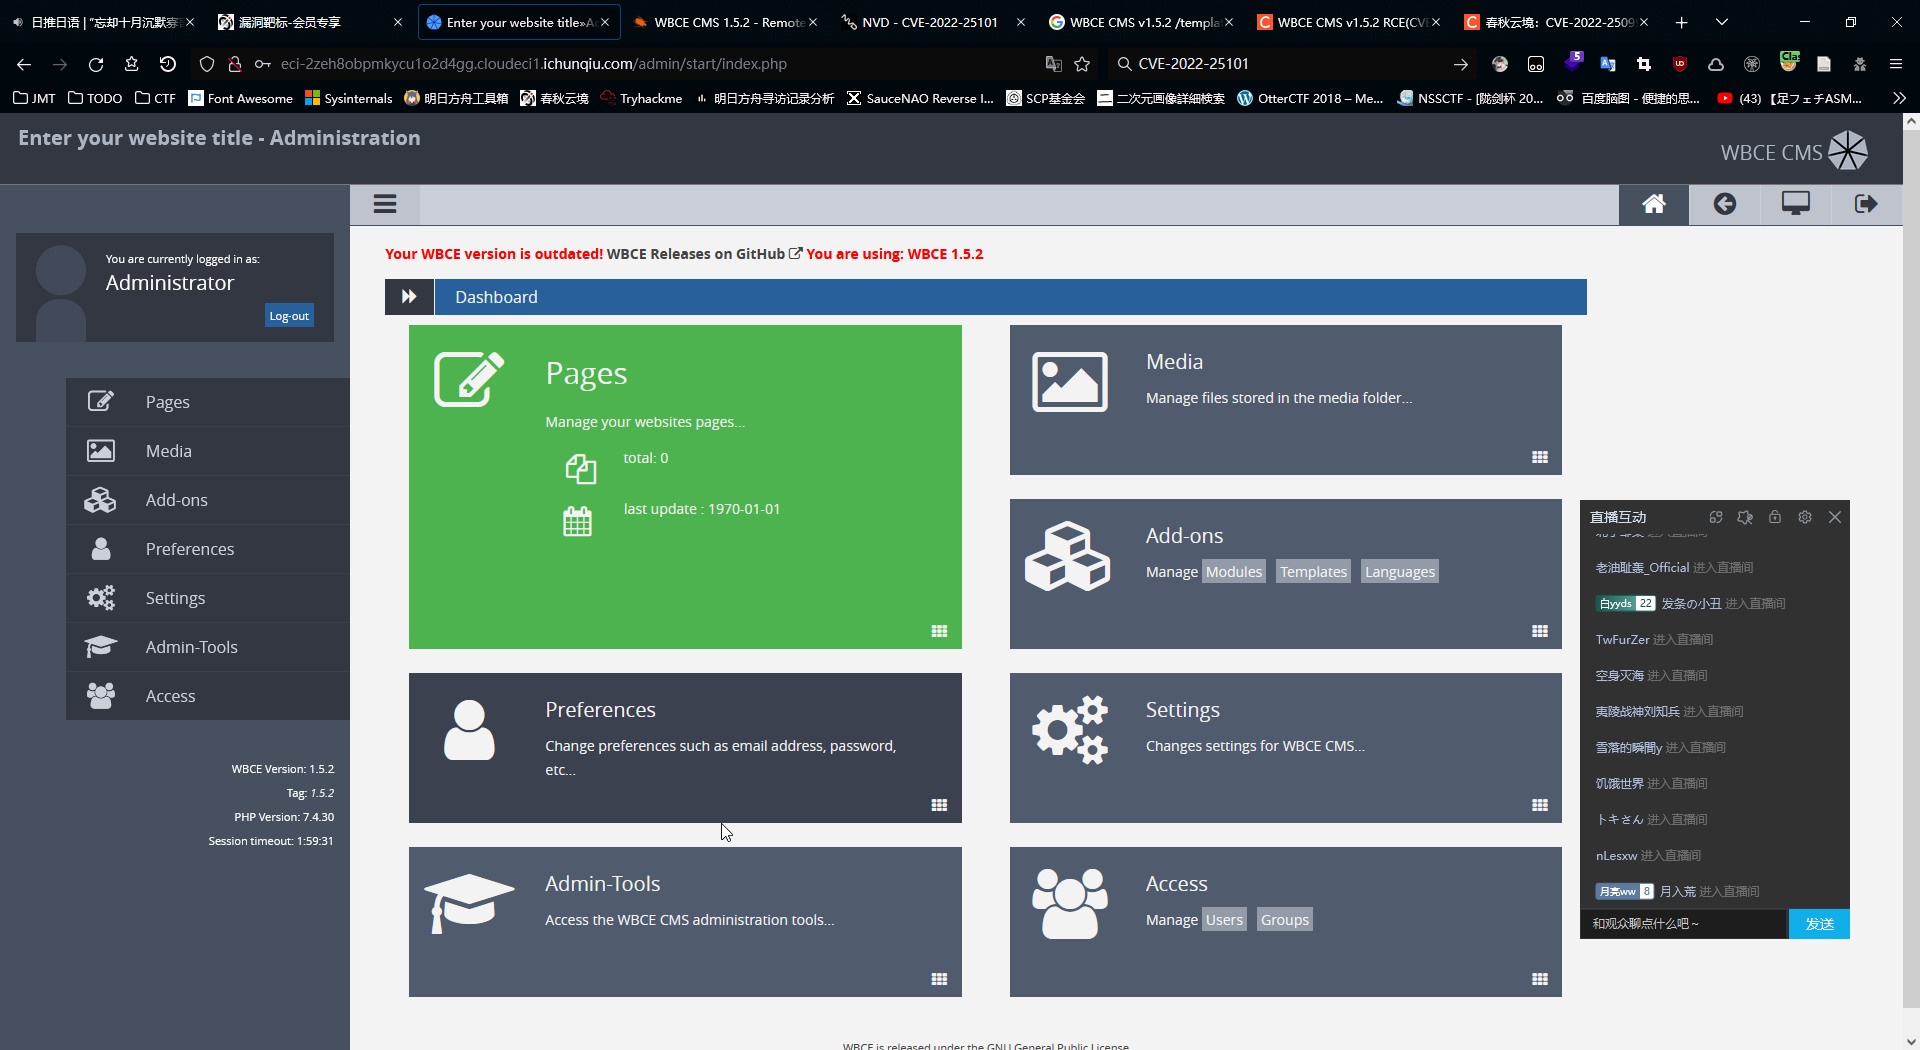 日推日语 | "忘却十月沉默寡
漏洞靶标-会员专享
Enter your website title»Ad
WBCE CMS 1.5.2 - Remote
NVD - CVE-2022-25101
WBCE CMS v1.5.2 /templat
WBCE CMS v1.5.2 RCE(CVE
春秋云境：CVE-2022-2509
eci-2zeh8obpmkycu1o2d4gg.cloudeci1.ichunqiu.com/admin/start/index.php
CVE-2022-25101
5
JMT
TODO
CTF
Font Awesome
Sysinternals
明日方舟工具箱
春秋云境
Tryhackme
明日方舟寻访记录分析
SauceNAO Reverse I...
SCP基金会
二次元画像詳細検索
OtterCTF 2018 – Me...
NSSCTF - [陇剑杯 20...
百度脑图 - 便捷的思...
(43) 【足フェチASM...
Enter your website title - Administration
WBCE CMS
You are currently logged in as:
Administrator
Log-out
Pages
Media
Add-ons
Preferences
Settings
Admin-Tools
Access
WBCE Version: 1.5.2
Tag: 1.5.2
PHP Version: 7.4.30
Session timeout: 1:59:31
Your WBCE version is outdated! WBCE Releases on GitHub You are using: WBCE 1.5.2
Dashboard
Pages
Manage your websites pages...
total: 0
last update : 1970-01-01
Media
Manage files stored in the media folder...
Add-ons
Manage Modules Templates Languages
Preferences
Change preferences such as email address, password,
etc...
Settings
Changes settings for WBCE CMS...
Admin-Tools
Access the WBCE CMS administration tools...
Access
Manage Users Groups
WBCE is released under the GNU General Public License
直播互动
老油耻轰_Official 进入直播间
白yyds 22 发条の小丑 进入直播间
TwFurZer 进入直播间
空身灭海 进入直播间
夷陵战神刘知兵 进入直播间
雪落的瞬間y 进入直播间
饥饿世界 进入直播间
トキさん 进入直播间
nLesxw 进入直播间
月亮ww 8 月入荒 进入直播间
和观众聊点什么吧～
发送